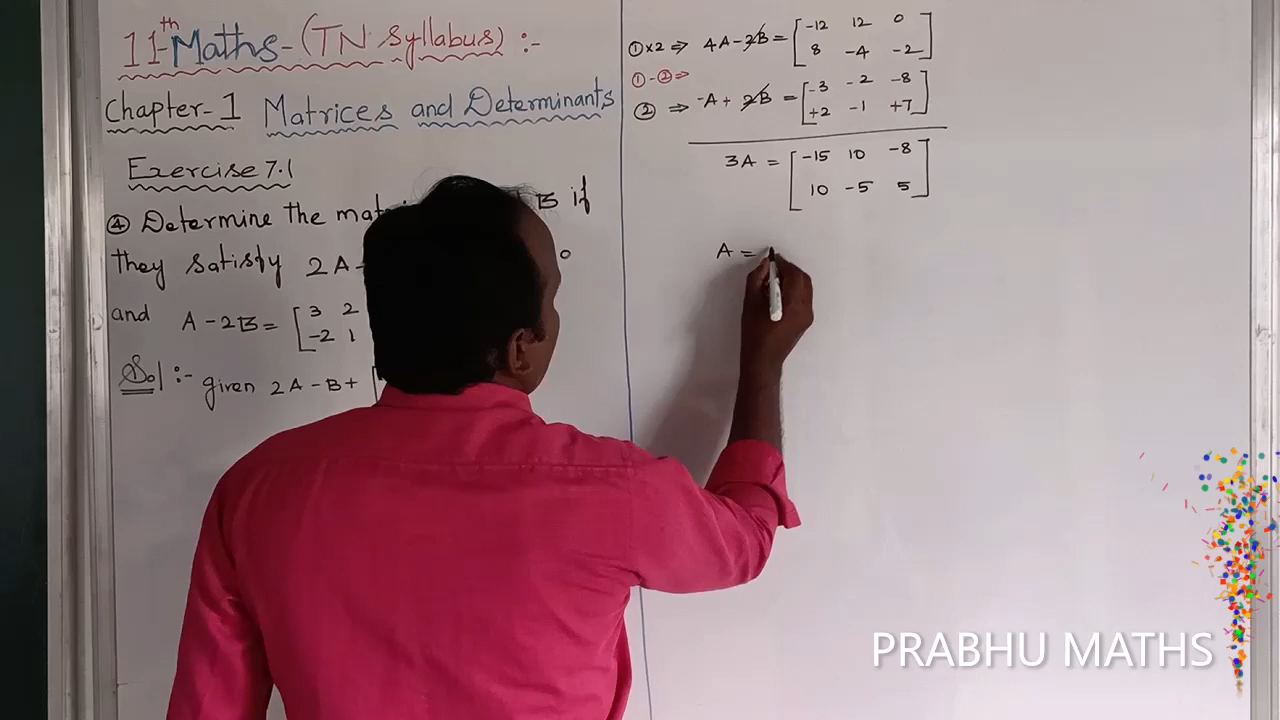 11th Maths - (TN Syllabus) :-
Chapter-1 Matrices and Determinants
Exercise 7.1
④ Determine the B if
they satisfy 2A- 0
and A-2B= [3 2
-2 1
Sol :- given 2A-B+ [
①×2 ⇒ 4A-2B= [-12 12 0]
[8 -4 -2]
①-②⇒
② ⇒ -A + 2B = [-3 -2 -8]
[+2 -1 +7]
3A = [-15 10 -8]
[10 -5 5]
A =
PRABHU MATHS